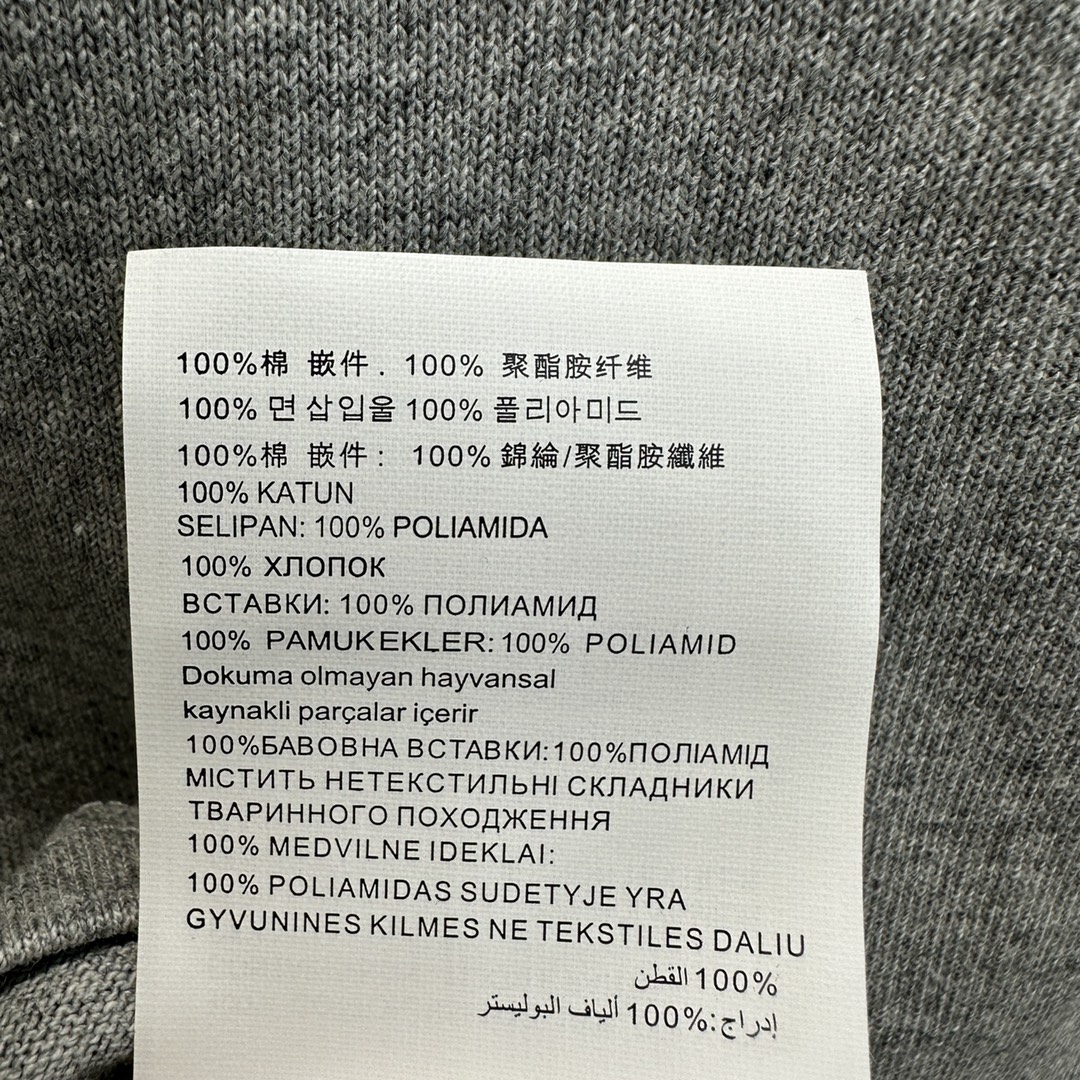 100%棉 嵌件. 100% 聚酯胺纤维
100% 면 삽입울 100% 폴리아미드
100%棉 嵌件: 100% 錦綸/聚酯胺纖維
100% KATUN
SELIPAN: 100% POLIAMIDA
100% ХЛОПОК
ВСТАВКИ: 100% ПОЛИАМИД
100% PAMUKEKLER: 100% POLIAMID
Dokuma olmayan hayvansal
kaynakli parçalar içerir
100%БАВОВНА ВСТАВКИ:100%ПОЛІАМІД
МІСТИТЬ НЕТЕКСТИЛЬНІ СКЛАДНИКИ
ТВАРИННОГО ПОХОДЖЕННЯ
100% MEDVILNE IDEKLAI:
100% POLIAMIDAS SUDETYJE YRA
GYVUNINES KILMES NE TEKSTILES DALIU
100% القطن
إدراج:100% ألياف البوليستر